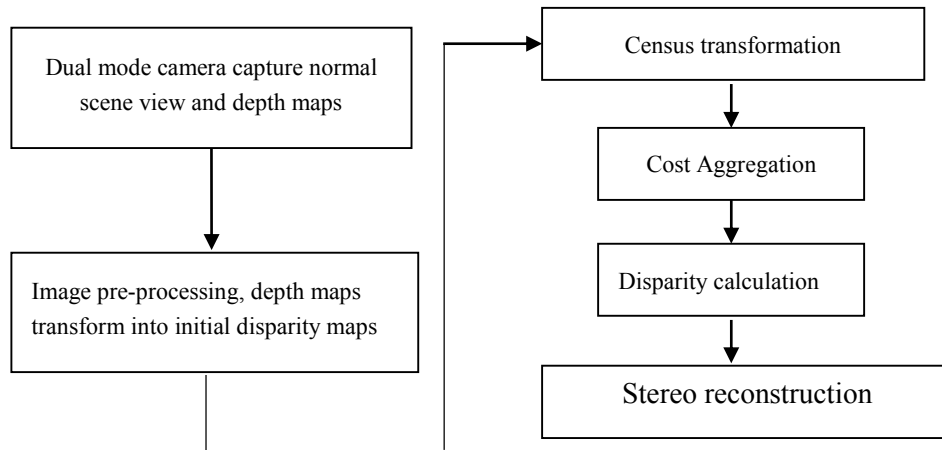 Dual mode camera capture normal
scene view and depth maps
Image pre-processing, depth maps
transform into initial disparity maps
Census transformation
Cost Aggregation
Disparity calculation
Stereo reconstruction